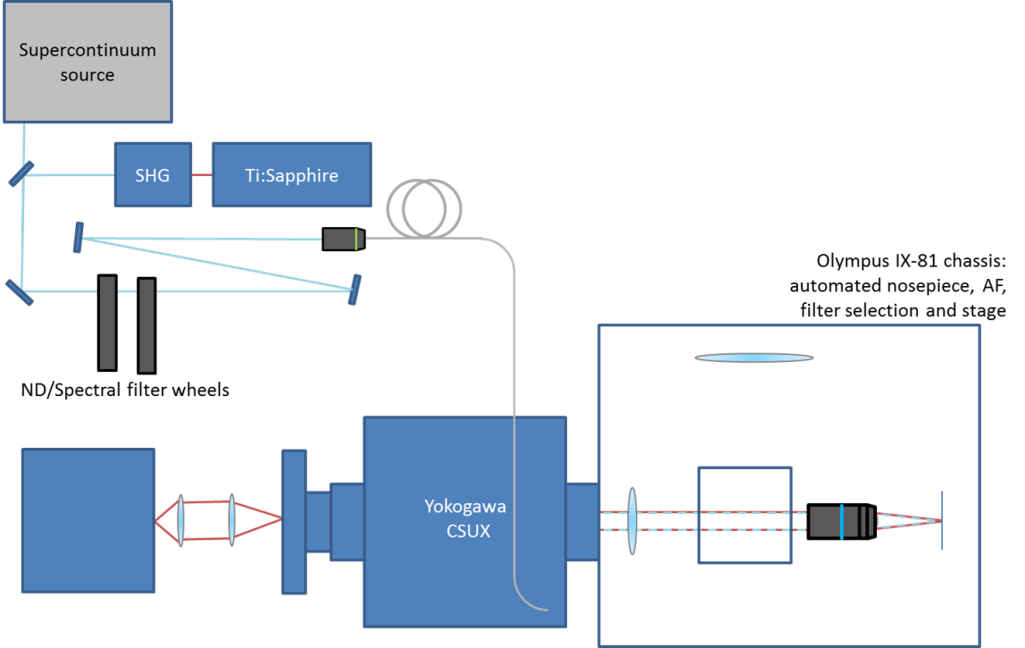 Supercontinuum
source
SHG
Ti:Sapphire
Olympus IX-81 chassis:
automated nosepiece, AF,
filter selection and stage
ND/Spectral filter wheels
Yokogawa
CSUX